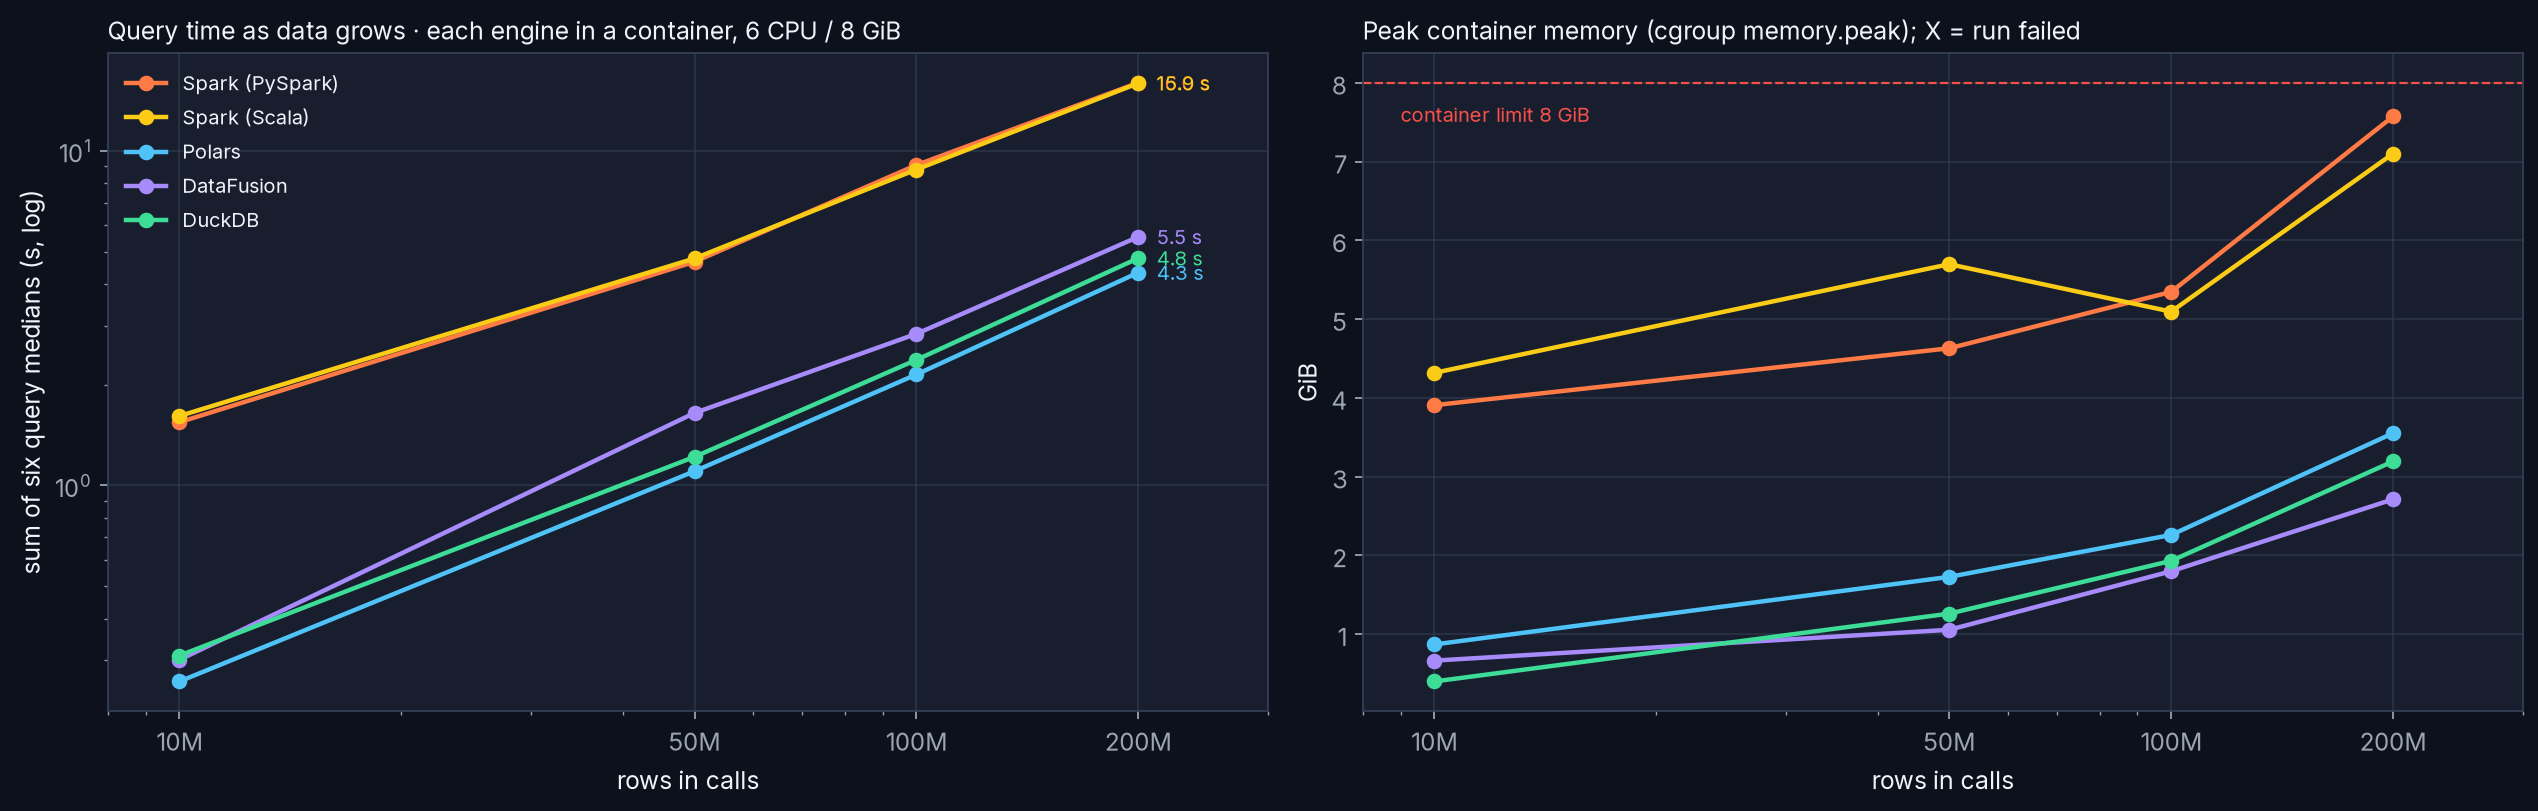 Query time as data grows · each engine in a container, 6 CPU / 8 GiB
Spark (PySpark)
Spark (Scala)
Polars
DataFusion
DuckDB
16.9 s
5.5 s
4.8 s
4.3 s
10¹
10⁰
sum of six query medians (s, log)
10M
50M
100M
200M
rows in calls
Peak container memory (cgroup memory.peak); X = run failed
container limit 8 GiB
8
7
6
5
4
3
2
1
GiB
10M
50M
100M
200M
rows in calls